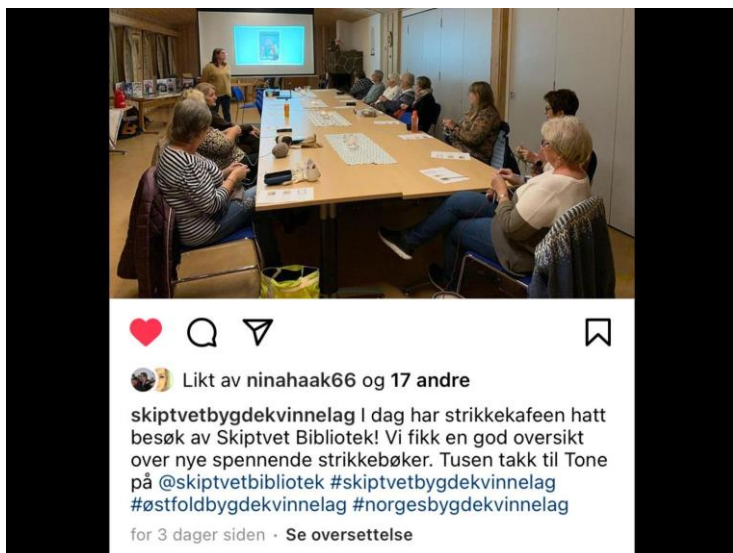 Likt av ninahaak66 og 17 andre
skiptvetbygdekvinnelag I dag har strikkekafeen hatt
besøk av Skiptvet Bibliotek! Vi fikk en god oversikt
over nye spennende strikkebøker. Tusen takk til Tone
på @skiptvetbibliotek #skiptvetbygdekvinnelag
#østfoldbygdekvinnelag #norgesbygdekvinnelag
for 3 dager siden · Se oversettelse